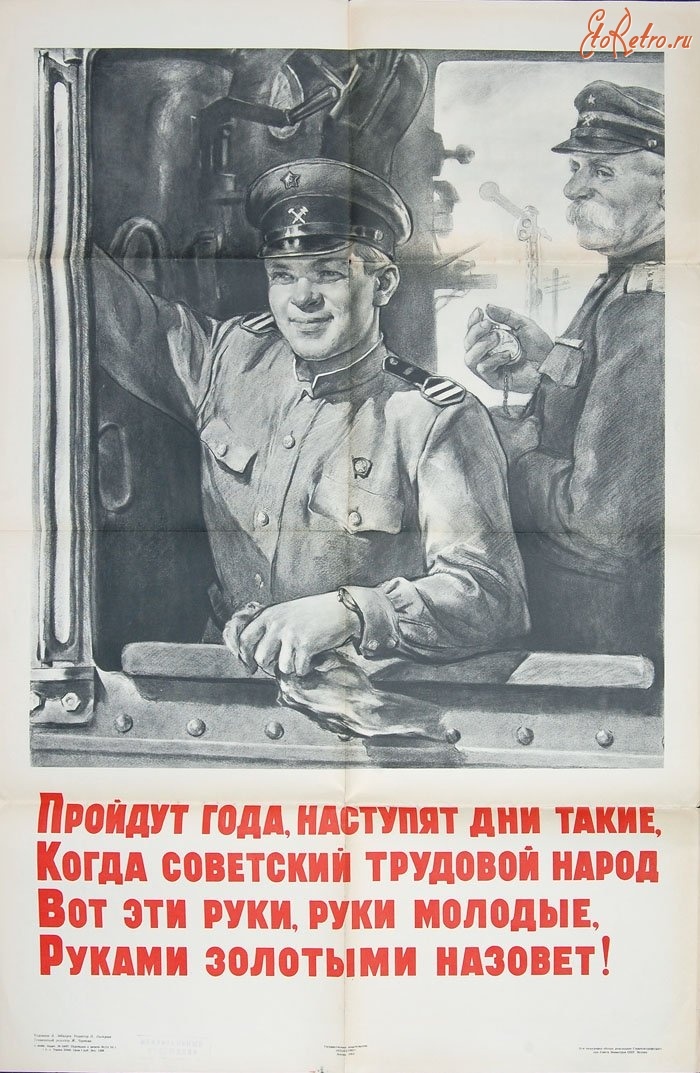 EtoRetro.ru
Пройдут года, наступят дни такие,
Когда советский трудовой народ
Вот эти руки, руки молодые,
Руками золотыми назовет!